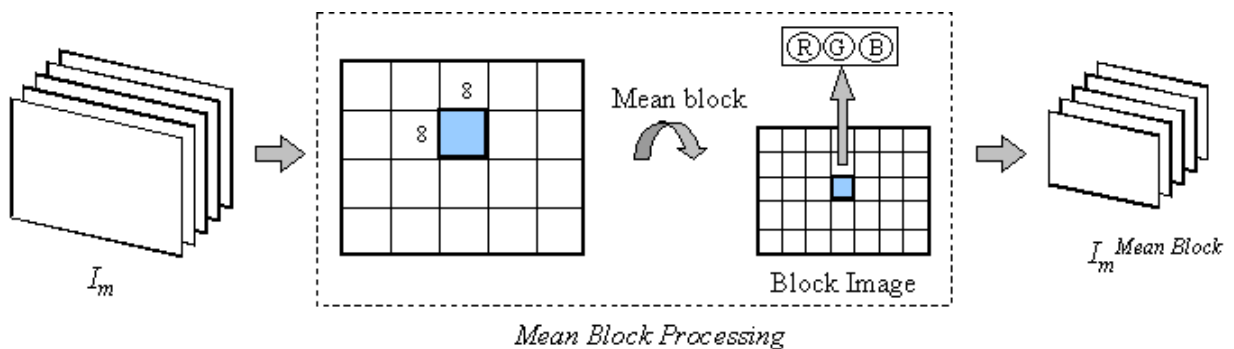 R G B
8
8
Mean block
Block Image
I_m
I_m^Mean Block
Mean Block Processing